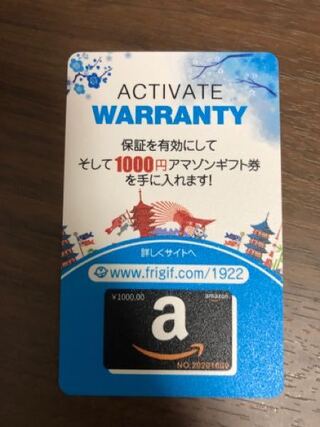 ACTIVATE
WARRANTY
保証を有効にして
そして1000円アマゾンギフト券
を手に入れます!
詳しくサイトへ
www.frigif.com/1922
¥1000.00 amazon
a